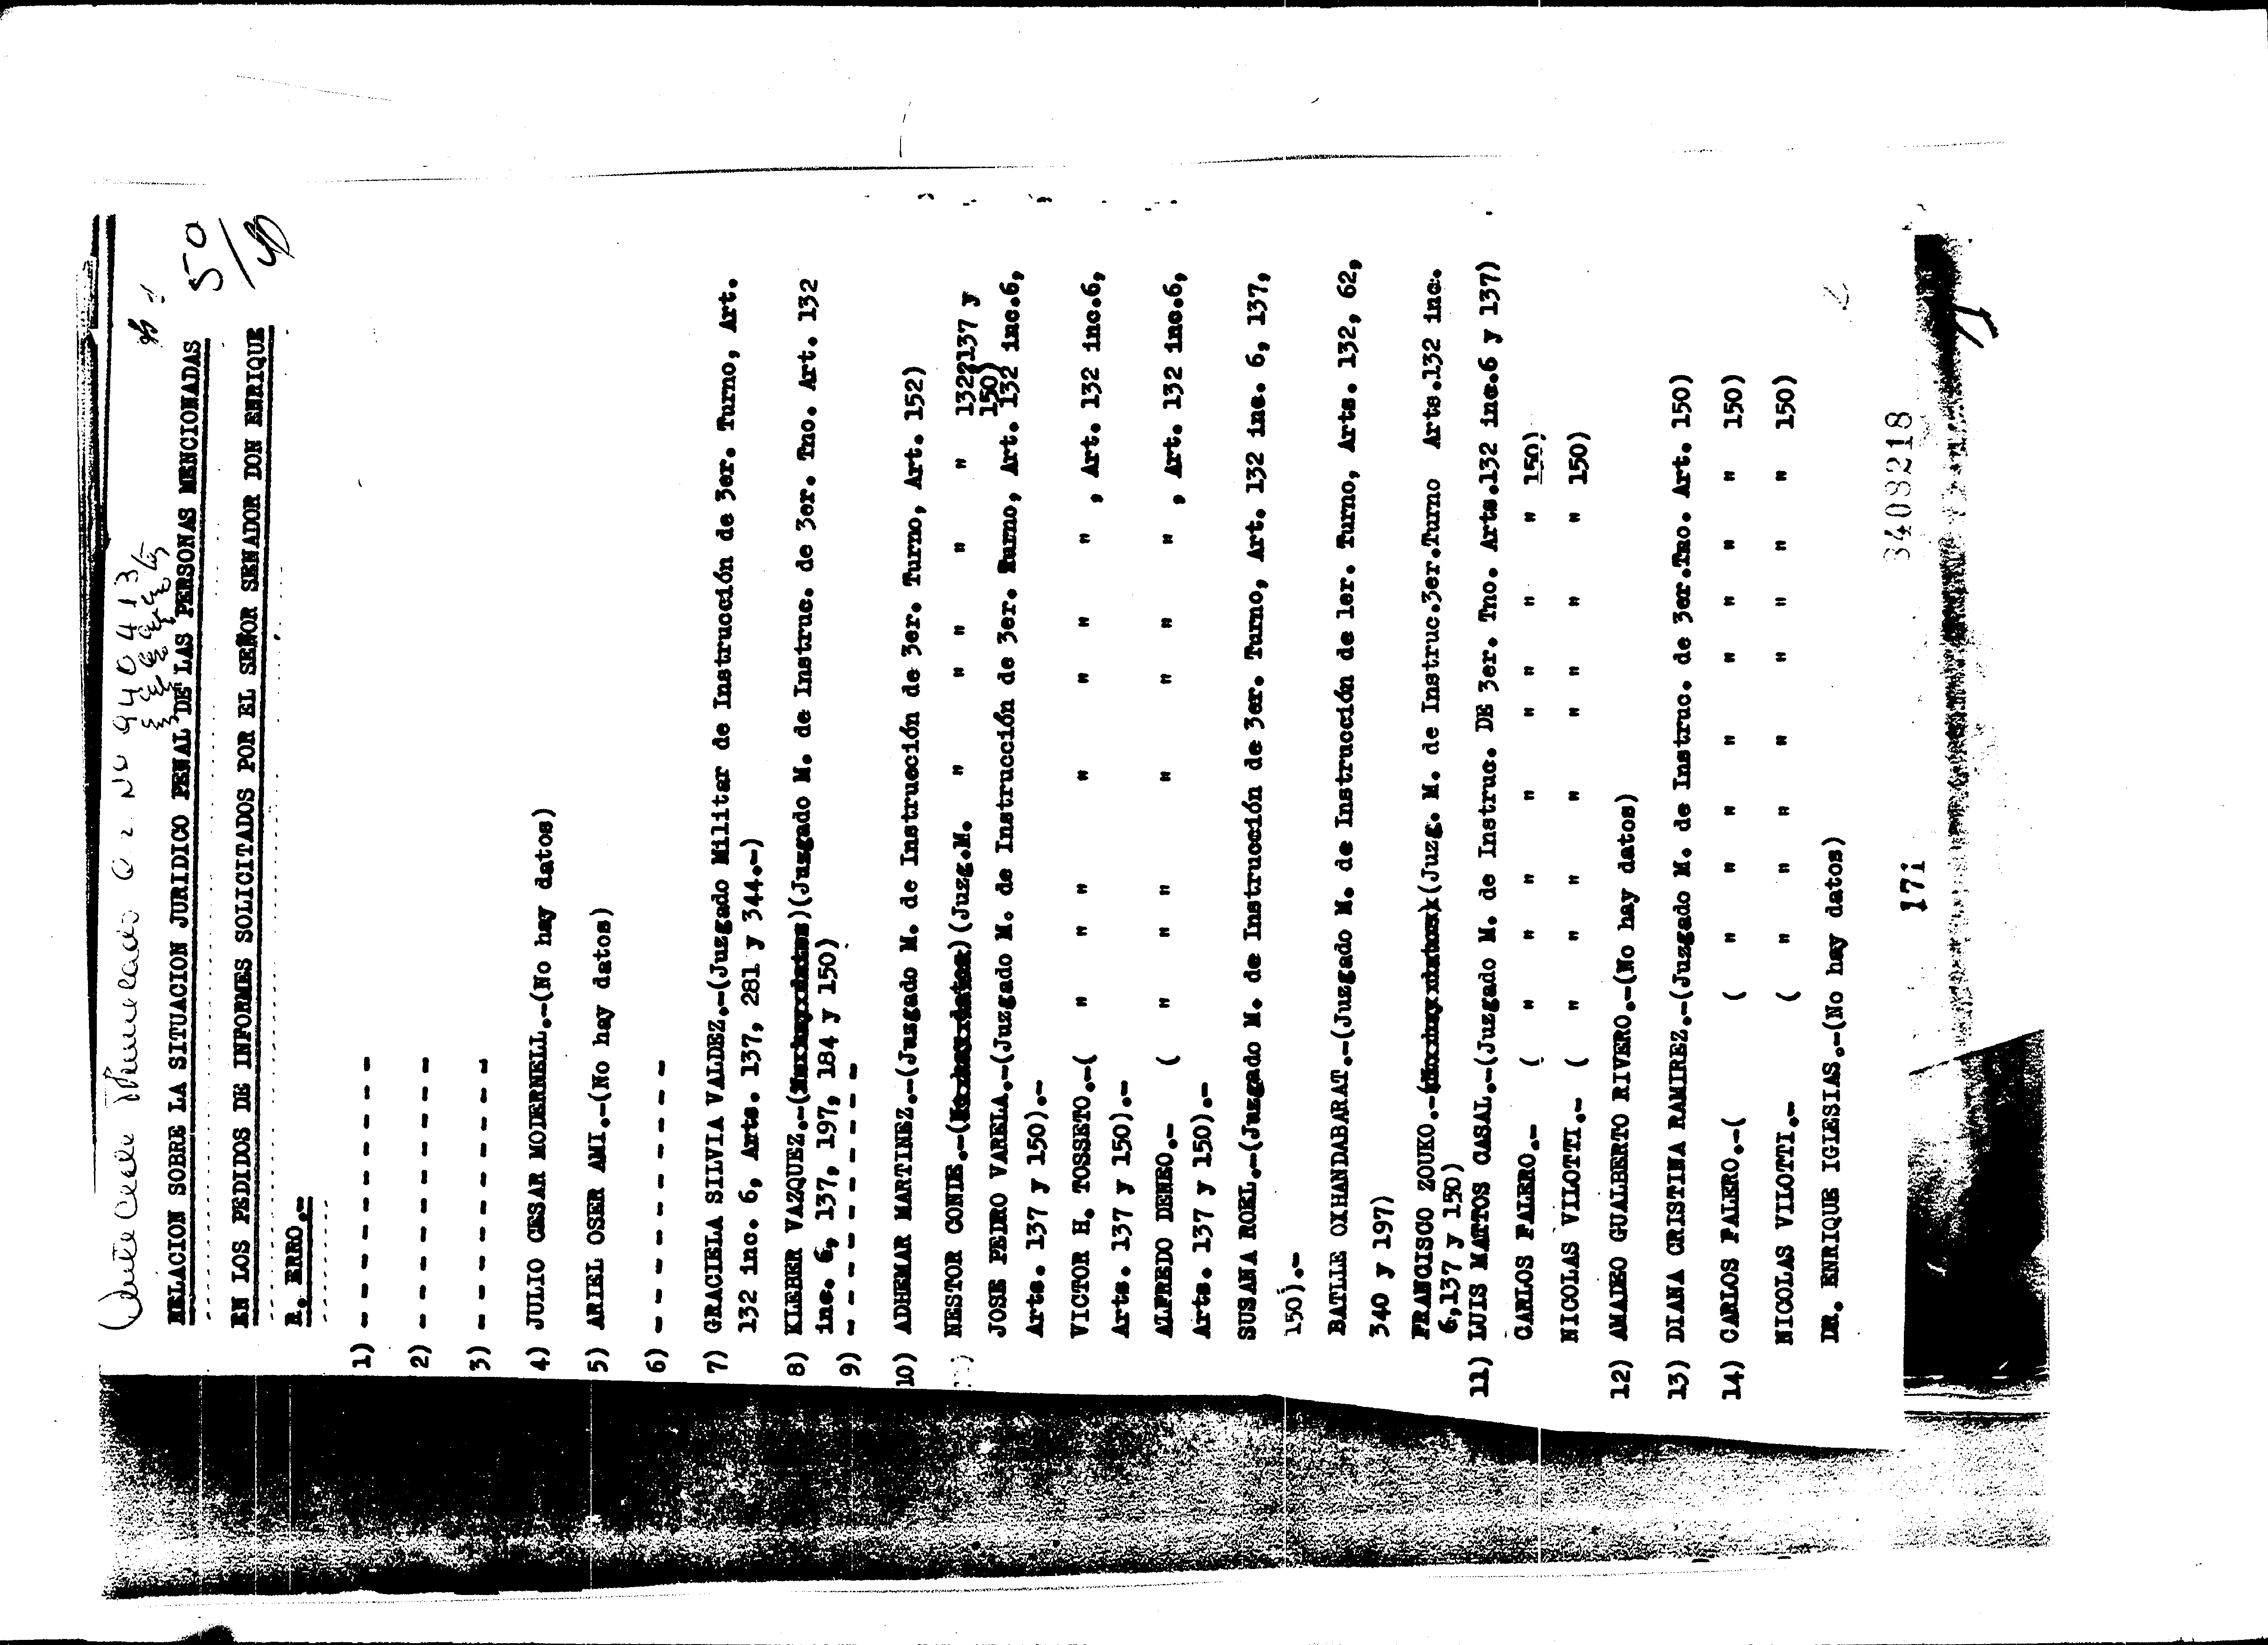 940413
50
RELACION SOBRE LA SITUACION JURIDICO PENAL DE LAS PERSONAS MENCIONADAS
EN LOS PEDIDOS DE INFORMES SOLICITADOS POR EL SEÑOR SENADOR DON ENRIQUE
R. ERRO.-
1) - - - - - - - - -
2) - - - - - - - - -
3) - - - - - - - - -
4) JULIO CESAR MODERNELL.-(No hay datos)
5) ARIEL OSER AMI.-(No hay datos)
6) - - - - - - - - -
7) GRACIELA SILVIA VALDEZ.-(Juzgado Militar de Instrucción de 3er. Turno, Art.
132 inc. 6, Arts. 137, 281 y 344.-)
8) KLEBER VAZQUEZ.-(Juzgado M. de Instruc. de 3er. Tno. Art. 132
inc. 6, 137, 197, 184 y 150)
9) - - - - - - - - -
10) ADHEMAR MARTINEZ.-(Juzgado M. de Instrucción de 3er. Turno, Art. 152)
NESTOR CONDE.-(No hay datos)(Juzg.M. " " " " " 132 137 y
150)
JOSE PEDRO VARELA.-(Juzgado M. de Instrucción de 3er. Turno, Art. 132 inc.6,
Arts. 137 y 150).-
VICTOR H. TOSSETO.-( " " " " " " " , Art. 132 inc.6,
Arts. 137 y 150).-
ALFREDO DENEO.- ( " " " " " " " , Art. 132 inc.6,
Arts. 137 y 150).-
SUSANA ROEL.-(Juzgado M. de Instrucción de 3er. Turno, Art. 132 inc. 6, 137,
150).-
BATLLE OXHANDABARAT.-(Juzgado M. de Instrucción de 1er. Turno, Arts. 132, 62,
340 y 197)
FRANCISCO ZOUKO.-(Juzg. M. de Instruc.3er.Turno Arts.132 inc.
6,137 y 150)
11) LUIS MATTOS CASAL.-(Juzgado M. de Instruc. DE 3er. Tno. Arts.132 inc.6 y 137)
CARLOS FALERO.- ( " " " " " " " " 150)
NICOLAS VILOTTI.- ( " " " " " " " " 150)
12) AMADEO GUALBERTO RIVERO.-(No hay datos)
13) DIANA CRISTINA RAMIREZ.-(Juzgado M. de Instruc. de 3er.Tno. Art. 150)
14) CARLOS FALERO.-( " " " " " " " " 150)
NICOLAS VILOTTI.- ( " " " " " " " " 150)
DR. ENRIQUE IGLESIAS.-(No hay datos)
171 3408218